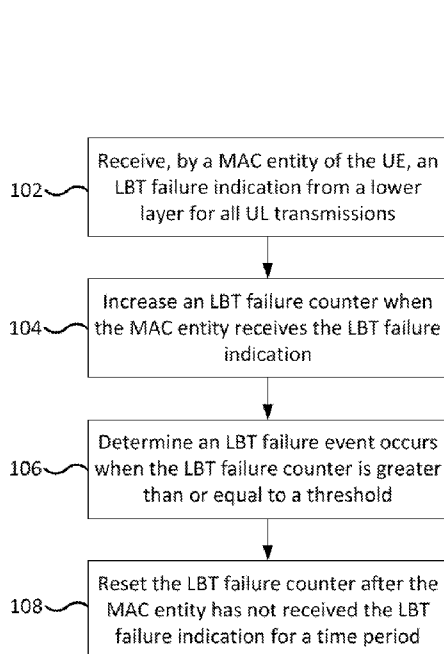 Receive, by a MAC entity of the UE, an
102 LBT failure indication from a lower
layer for all UL transmissions
Increase an LBT failure counter when
104 the MAC entity receives the LBT failure
indication
Determine an LBT failure event occurs
106 when the LBT failure counter is greater
than or equal to a threshold
Reset the LBT failure counter after the
108 MAC entity has not received the LBT
failure indication for a time period